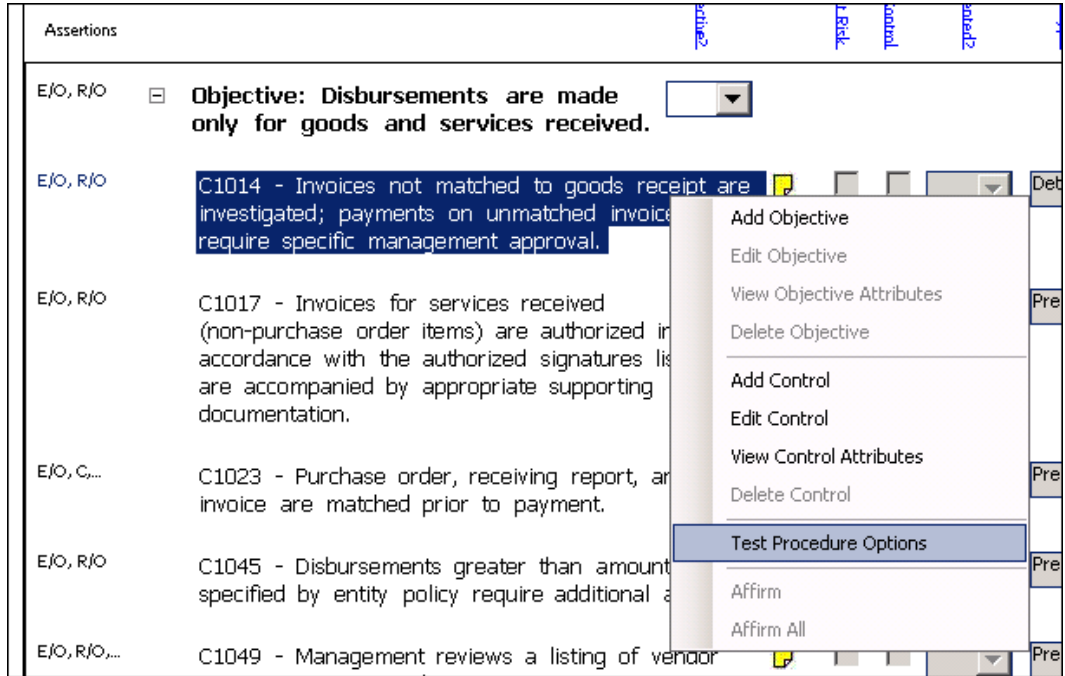 Assertions
E/O, R/O
Objective: Disbursements are made
only for goods and services received.
E/O, R/O
C1014 - Invoices not matched to goods receipt are
investigated; payments on unmatched
require specific management approval.
E/O, R/O
C1017 - Invoices for services received
(non-purchase order items) are authorized
accordance with the authorized signatures
are accompanied by appropriate supporting
documentation.
E/O, C,...
C1023 - Purchase order, receiving report,
invoice are matched prior to payment.
E/O, R/O
C1045 - Disbursements greater than amount
specified by entity policy require additional
E/O, R/O,...
C1049 - Management reviews a listing of vendor
Risk
Control
Det
Pre
Pre
Pre
Pre
Add Objective
Edit Objective
View Objective Attributes
Delete Objective
Add Control
Edit Control
View Control Attributes
Delete Control
Test Procedure Options
Affirm
Affirm All